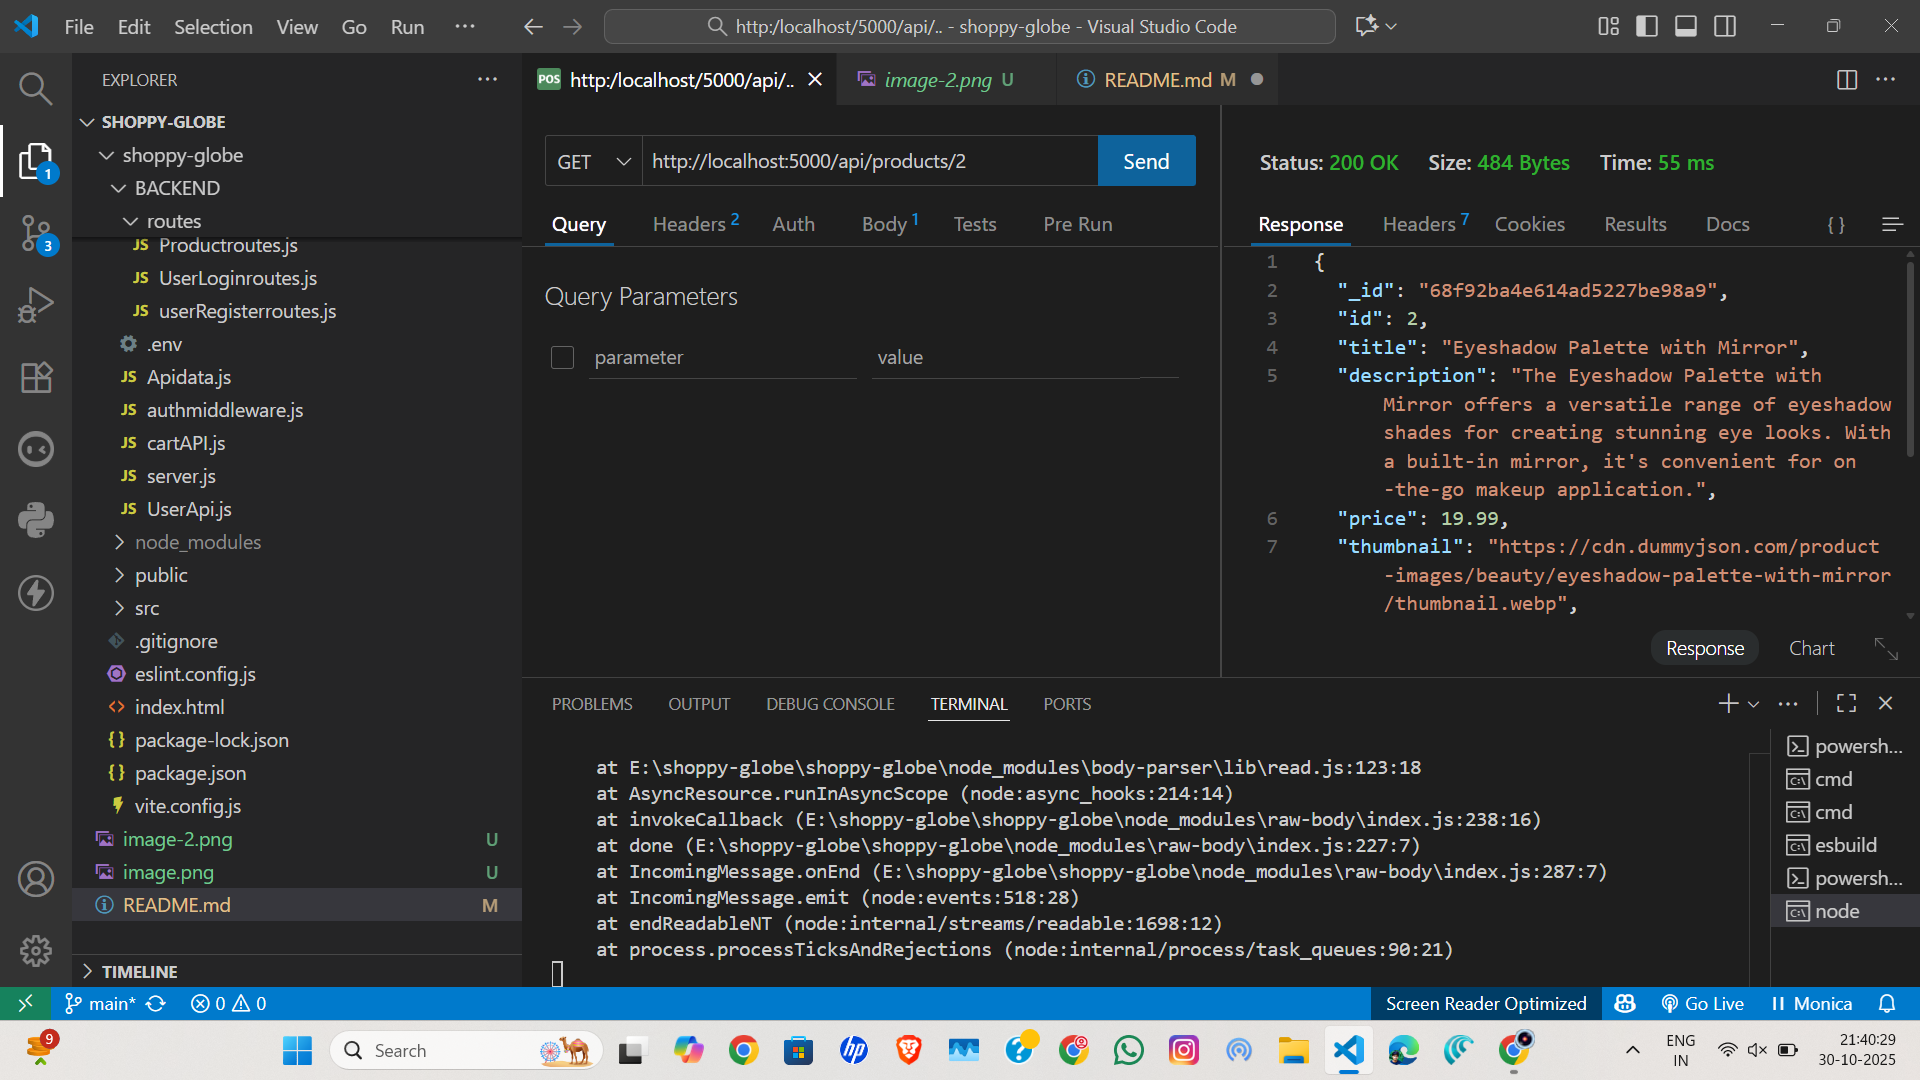 File Edit Selection View Go Run ···
http:/localhost/5000/api/.. - shoppy-globe - Visual Studio Code
EXPLORER
SHOPPY-GLOBE
shoppy-globe
BACKEND
routes
JS Productroutes.js
JS UserLoginroutes.js
JS userRegisterroutes.js
.env
JS Apidata.js
JS authmiddleware.js
JS cartAPI.js
JS server.js
JS UserApi.js
node_modules
public
src
.gitignore
eslint.config.js
<> index.html
{} package-lock.json
{} package.json
vite.config.js
image-2.png U
image.png U
README.md M
TIMELINE
1
3
POS http:/localhost/5000/api/..
image-2.png U
README.md M
GET http://localhost:5000/api/products/2 Send
Query Headers 2 Auth Body 1 Tests Pre Run
Query Parameters
parameter value
Status: 200 OK Size: 484 Bytes Time: 55 ms
Response Headers 7 Cookies Results Docs { }
1 {
2 "_id": "68f92ba4e614ad5227be98a9",
3 "id": 2,
4 "title": "Eyeshadow Palette with Mirror",
5 "description": "The Eyeshadow Palette with
Mirror offers a versatile range of eyeshadow
shades for creating stunning eye looks. With
a built-in mirror, it's convenient for on
-the-go makeup application.",
6 "price": 19.99,
7 "thumbnail": "https://cdn.dummyjson.com/product
-images/beauty/eyeshadow-palette-with-mirror
/thumbnail.webp",
Response Chart
PROBLEMS OUTPUT DEBUG CONSOLE TERMINAL PORTS
at E:\shoppy-globe\shoppy-globe\node_modules\body-parser\lib\read.js:123:18
at AsyncResource.runInAsyncScope (node:async_hooks:214:14)
at invokeCallback (E:\shoppy-globe\shoppy-globe\node_modules\raw-body\index.js:238:16)
at done (E:\shoppy-globe\shoppy-globe\node_modules\raw-body\index.js:227:7)
at IncomingMessage.onEnd (E:\shoppy-globe\shoppy-globe\node_modules\raw-body\index.js:287:7)
at IncomingMessage.emit (node:events:518:28)
at endReadableNT (node:internal/streams/readable:1698:12)
at process.processTicksAndRejections (node:internal/process/task_queues:90:21)
powersh...
cmd
cmd
esbuild
powersh...
node
main* 0 0
Screen Reader Optimized Go Live Monica
9
Search
hp
ENG
IN
21:40:29
30-10-2025